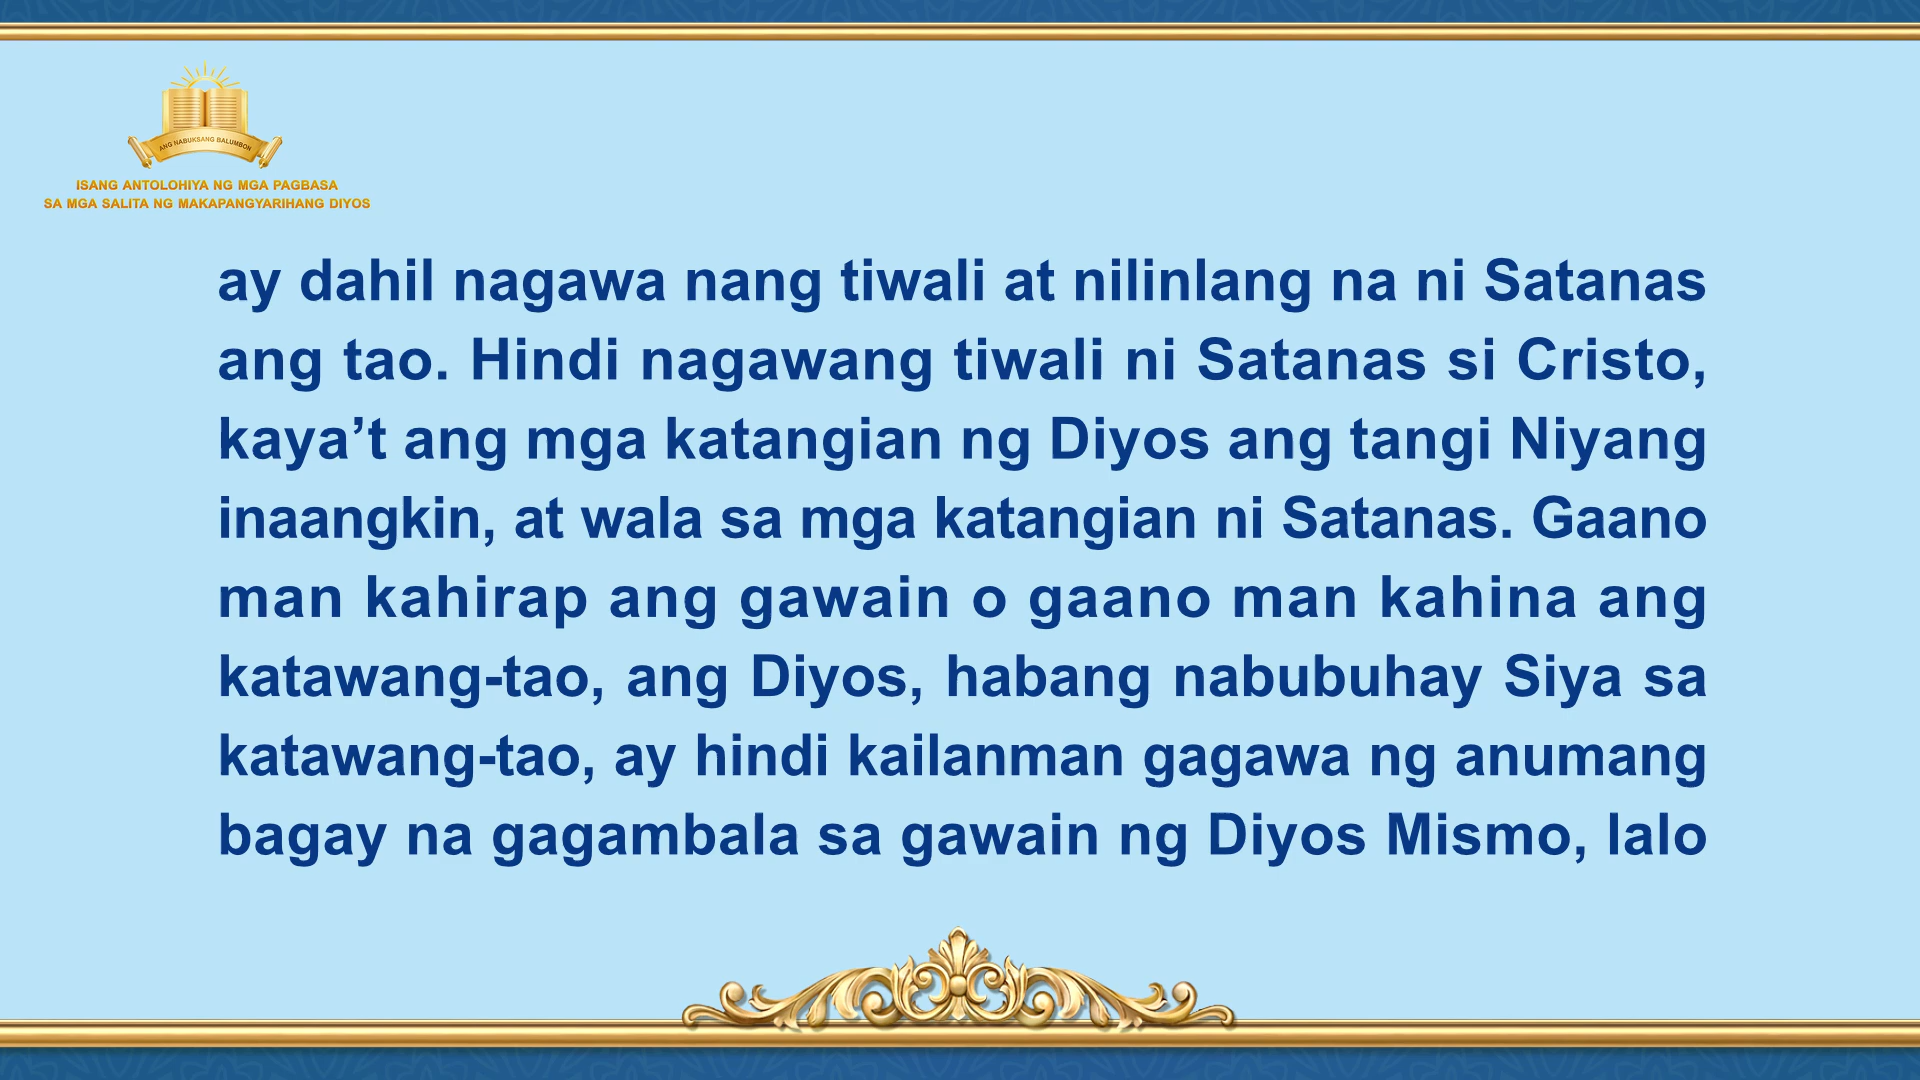 ANG NABUKSANG BALUMBON
ISANG ANTOLOHIYA NG MGA PAGBASA
SA MGA SALITA NG MAKAPANGYARIHANG DIYOS
ay dahil nagawa nang tiwali at nilinlang na ni Satanas
ang tao. Hindi nagawang tiwali ni Satanas si Cristo,
kaya’t ang mga katangian ng Diyos ang tangi Niyang
inaangkin, at wala sa mga katangian ni Satanas. Gaano
man kahirap ang gawain o gaano man kahina ang
katawang-tao, ang Diyos, habang nabubuhay Siya sa
katawang-tao, ay hindi kailanman gagawa ng anumang
bagay na gagambala sa gawain ng Diyos Mismo, lalo